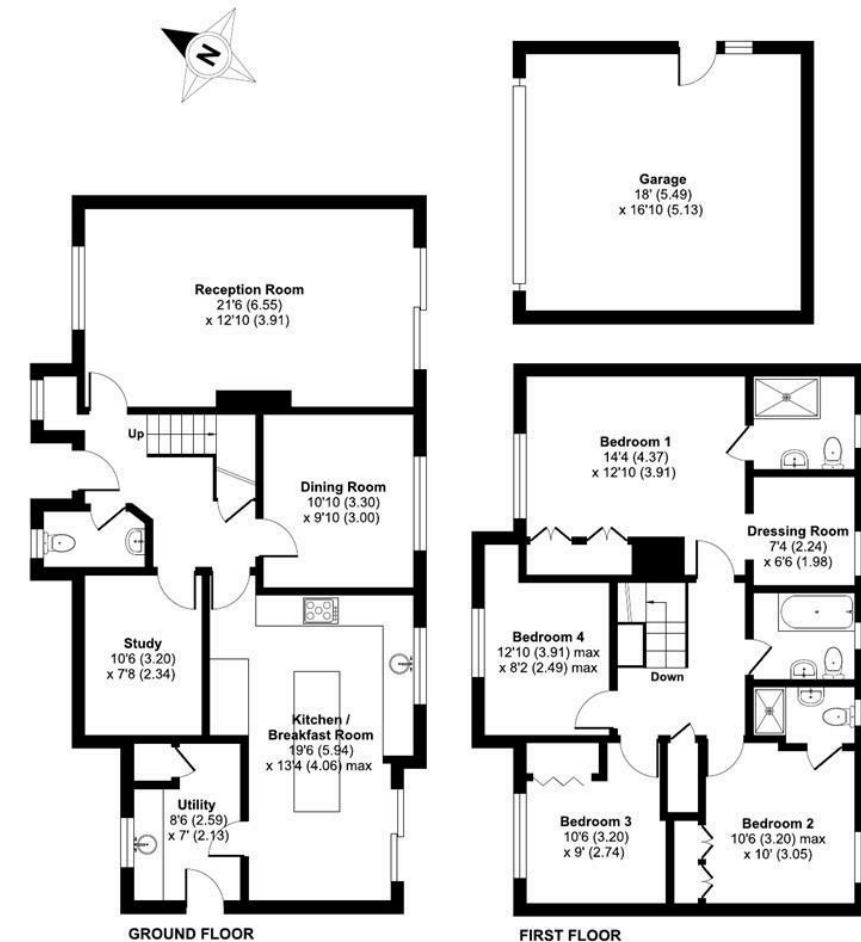 N
Garage
18' (5.49)
x 16'10 (5.13)
Reception Room
21'6 (6.55)
x 12'10 (3.91)
Up
Dining Room
10'10 (3.30)
x 9'10 (3.00)
Study
10'6 (3.20)
x 7'8 (2.34)
Kitchen /
Breakfast Room
19'6 (5.94)
x 13'4 (4.06) max
Utility
8'6 (2.59)
x 7' (2.13)
GROUND FLOOR
Bedroom 1
14'4 (4.37)
x 12'10 (3.91)
Dressing Room
7'4 (2.24)
x 6'6 (1.98)
Bedroom 4
12'10 (3.91) max
x 8'2 (2.49) max
Down
Bedroom 3
10'6 (3.20)
x 9' (2.74)
Bedroom 2
10'6 (3.20) max
x 10' (3.05)
FIRST FLOOR